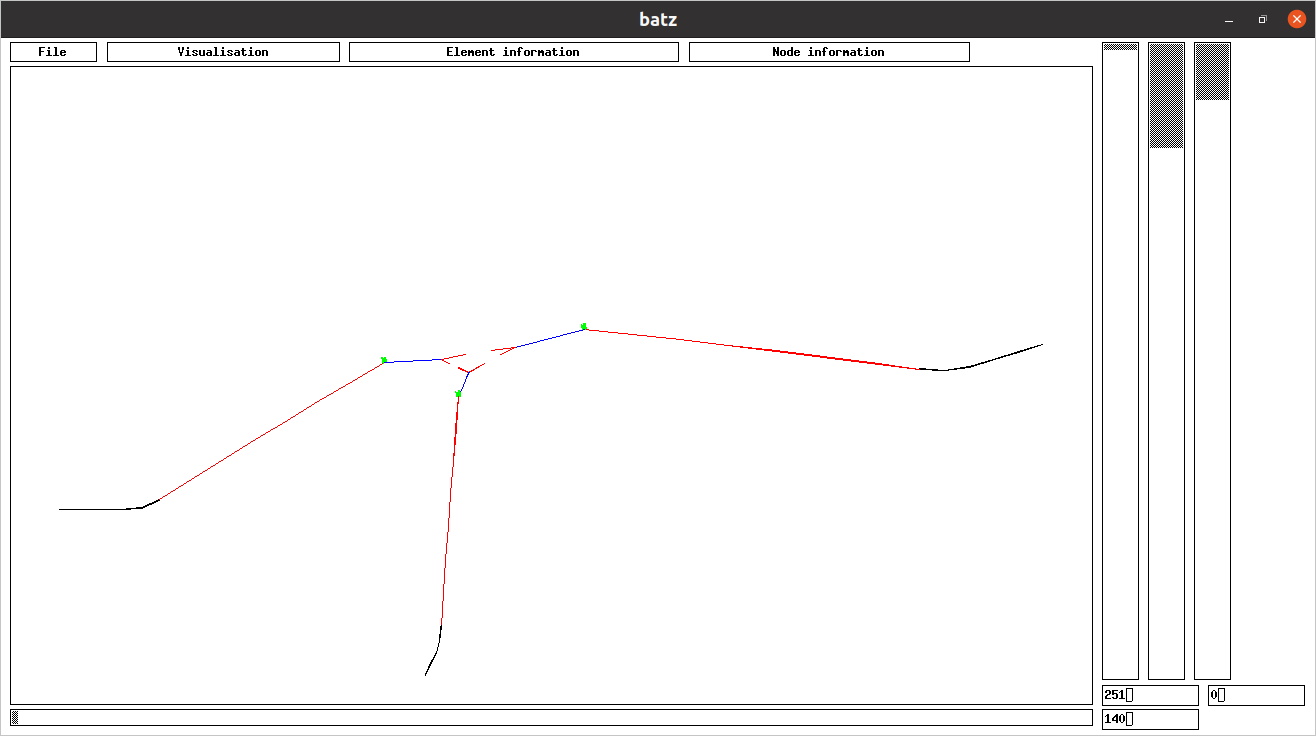 batz
File Visualisation Element information Node information
251 0
140